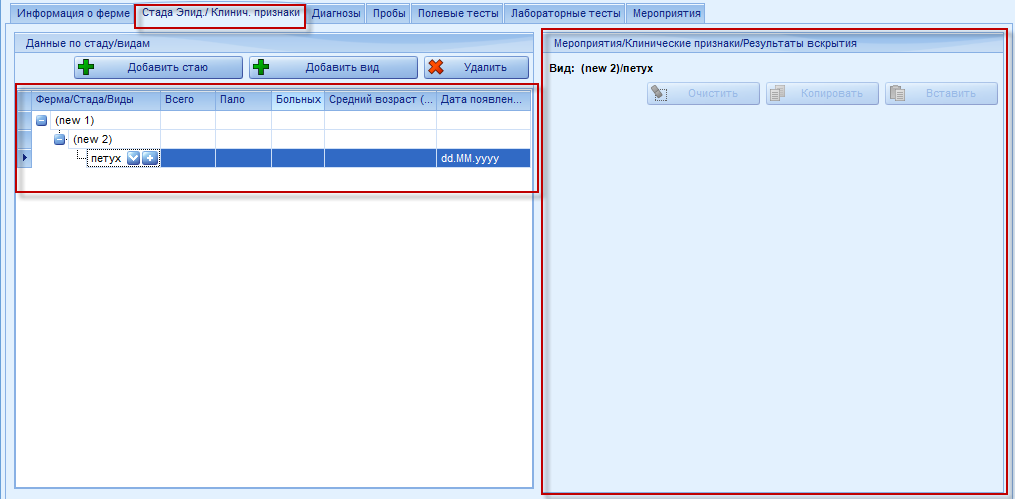 Информация о ферме Стада Эпид./ Клинич. признаки Диагнозы Пробы Полевые тесты Лабораторные тесты Мероприятия
Данные по стаду/видам
Добавить стаю Добавить вид Удалить
Ферма/Стада/Виды Всего Пало Больных Средний возраст (... Дата появлен...
(new 1)
(new 2)
петух dd.MM.yyyy
Мероприятия/Клинические признаки/Результаты вскрытия
Вид: (new 2)/петух
Очистить Копировать Вставить